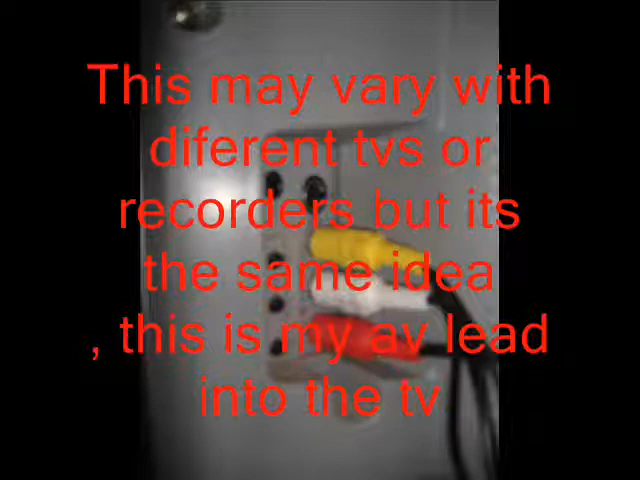 This may vary with
diferent tvs or
recorders but its
the same idea
, this is my av lead
into the tv